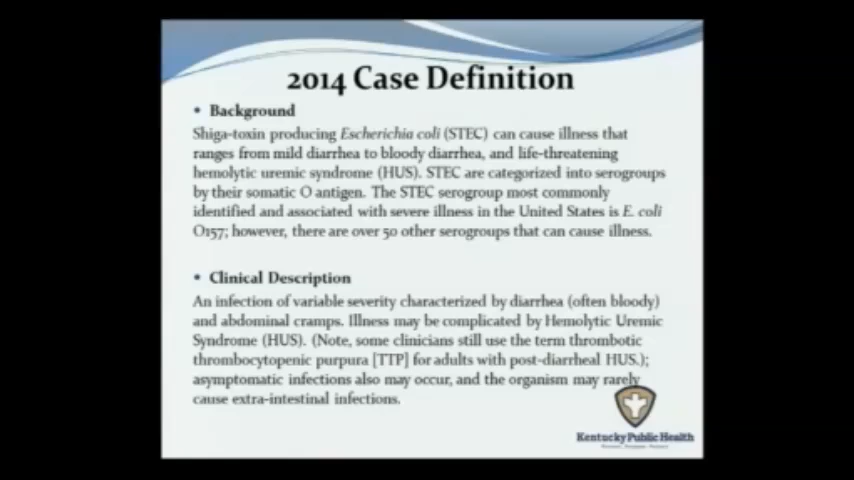 2014 Case Definition
• Background
Shiga-toxin producing Escherichia coli (STEC) can cause illness that
ranges from mild diarrhea to bloody diarrhea, and life-threatening
hemolytic uremic syndrome (HUS). STEC are categorized into serogroups
by their somatic O antigen. The STEC serogroup most commonly
identified and associated with severe illness in the United States is E. coli
O157; however, there are over 50 other serogroups that can cause illness.
• Clinical Description
An infection of variable severity characterized by diarrhea (often bloody)
and abdominal cramps. Illness may be complicated by Hemolytic Uremic
Syndrome (HUS). (Note, some clinicians still use the term thrombotic
thrombocytopenic purpura [TTP] for adults with post-diarrheal HUS.);
asymptomatic infections also may occur, and the organism may rarely
cause extra-intestinal infections.
Kentucky Public Health